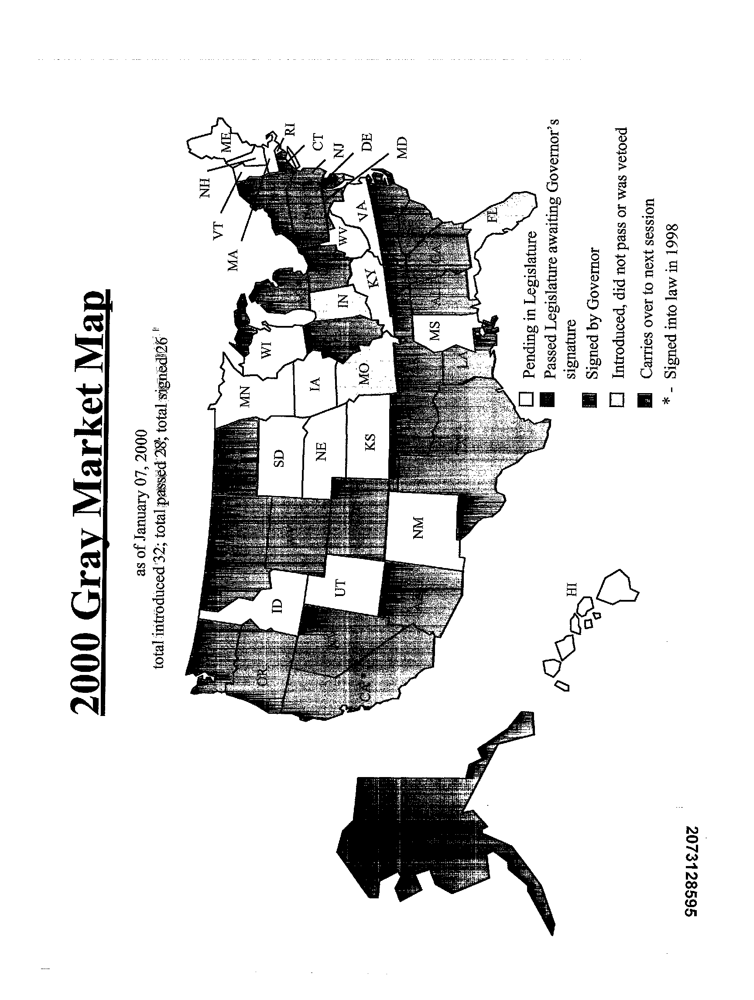 2000 Gray Market Map
as of January 07, 2000
total introduced 32; total passed 28; total signed 26
ME
NH
VT
MA
RI
CT
NJ
DE
MD
MN
WI
SD
IA
NE
IN
WV
VA
KY
MO
KS
ID
UT
NM
OR
CA
MS
LA
GA
FL
HI
Pending in Legislature
Passed Legislature awaiting Governor's
signature
Signed by Governor
Introduced, did not pass or was vetoed
Carries over to next session
* - Signed into law in 1998
2073128595